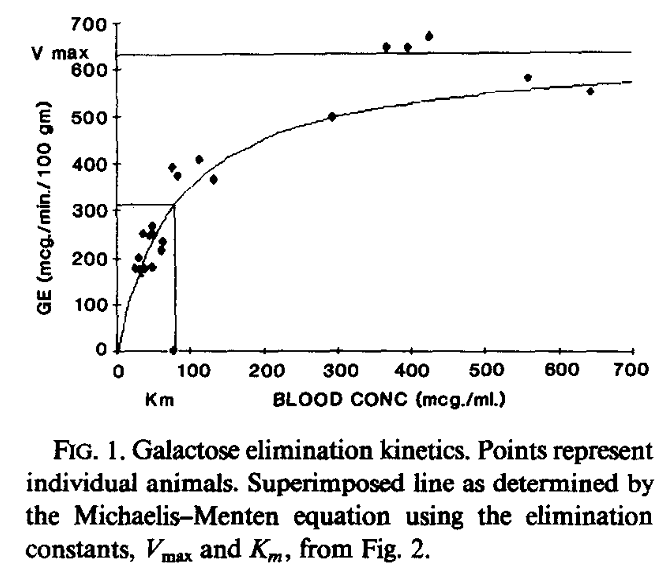 700
V max
600
500
400
300
200
100
0
GE (mcg./min./100 gm)
0 100 200 300 400 500 600 700
Km BLOOD CONC (mcg./ml.)
FIG. 1. Galactose elimination kinetics. Points represent
individual animals. Superimposed line as determined by
the Michaelis–Menten equation using the elimination
constants, Vmax and Km, from Fig. 2.